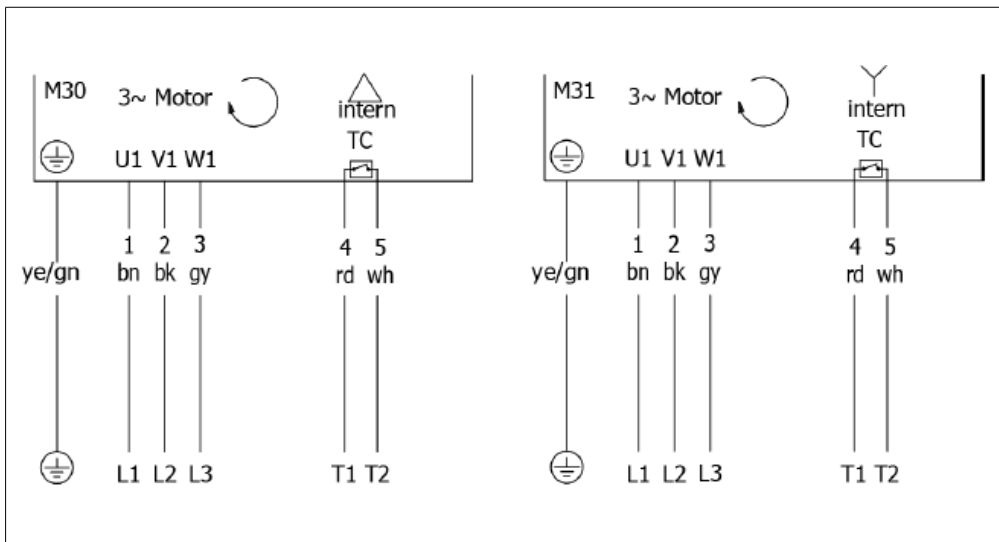 M30 3~ Motor intern
TC
U1 V1 W1
1 2 3 4 5
ye/gn bn bk gy rd wh
L1 L2 L3 T1 T2
M31 3~ Motor intern
TC
U1 V1 W1
1 2 3 4 5
ye/gn bn bk gy rd wh
L1 L2 L3 T1 T2